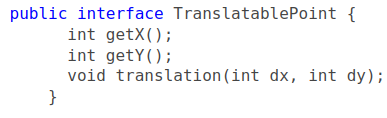 public interface TranslatablePoint {
int getX();
int getY();
void translation(int dx, int dy);
}